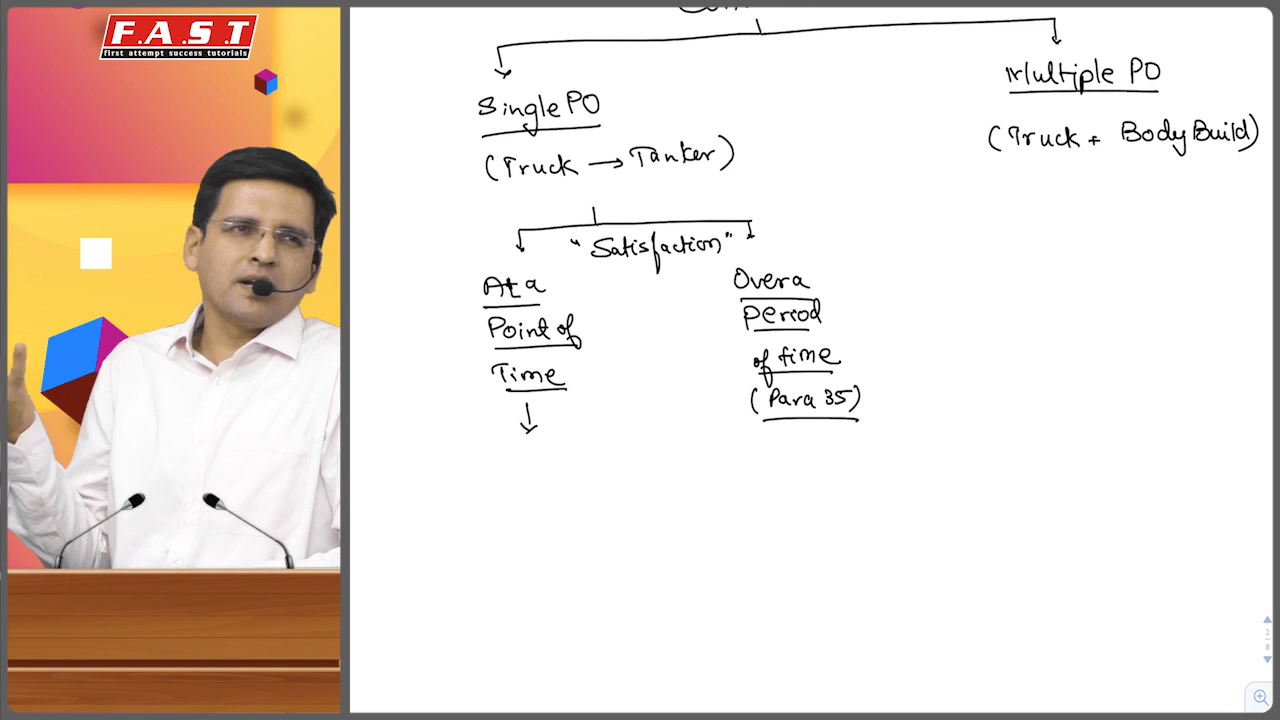 F.A.S.T
first attempt success tutorials
Single PO
Multiple PO
(Truck → Tanker)
(Truck + Body Build)
"Satisfaction"
At a
Point of
Time
Over a
Period
of time
(Para 35)